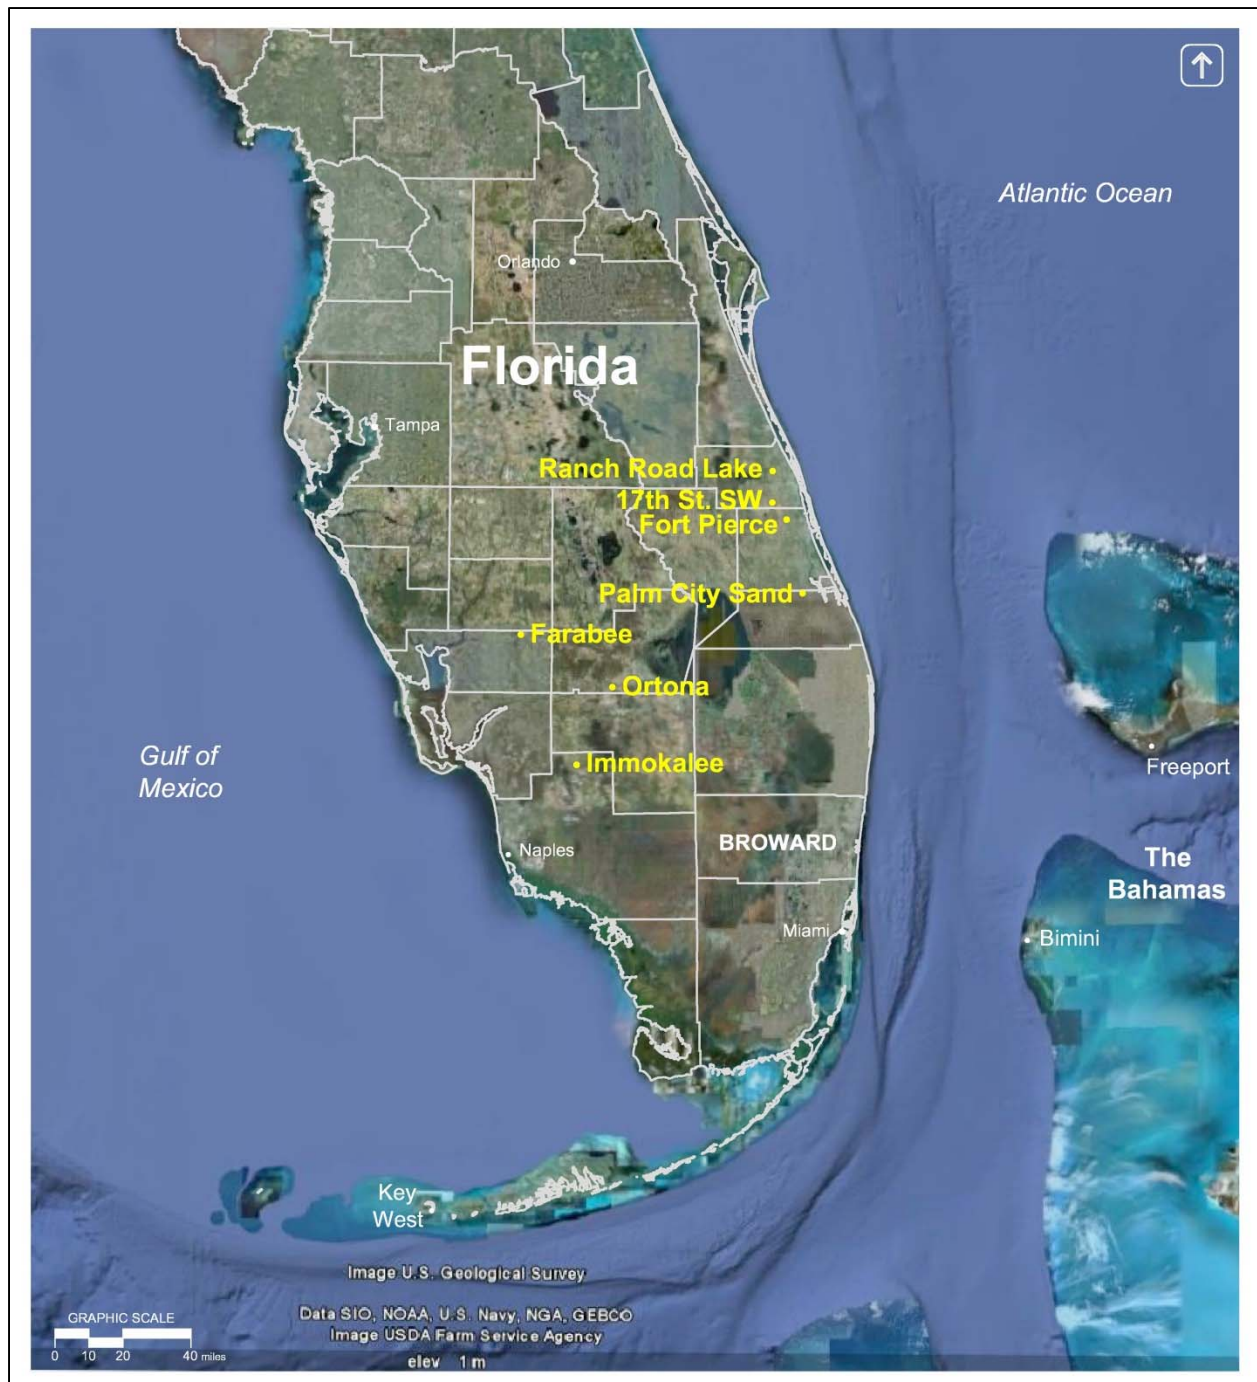 Atlantic Ocean
Orlando
Florida
Tampa
Ranch Road Lake
17th St. SW
Fort Pierce
Palm City Sand
Farabee
Ortona
Gulf of
Mexico
Immokalee
Freeport
BROWARD
Naples
The
Bahamas
Miami
Bimini
Key
West
Image U.S. Geological Survey
Data SIO, NOAA, U.S. Navy, NGA, GEBCO
Image USDA Farm Service Agency
elev 1 m
GRAPHIC SCALE
0 10 20 40 miles